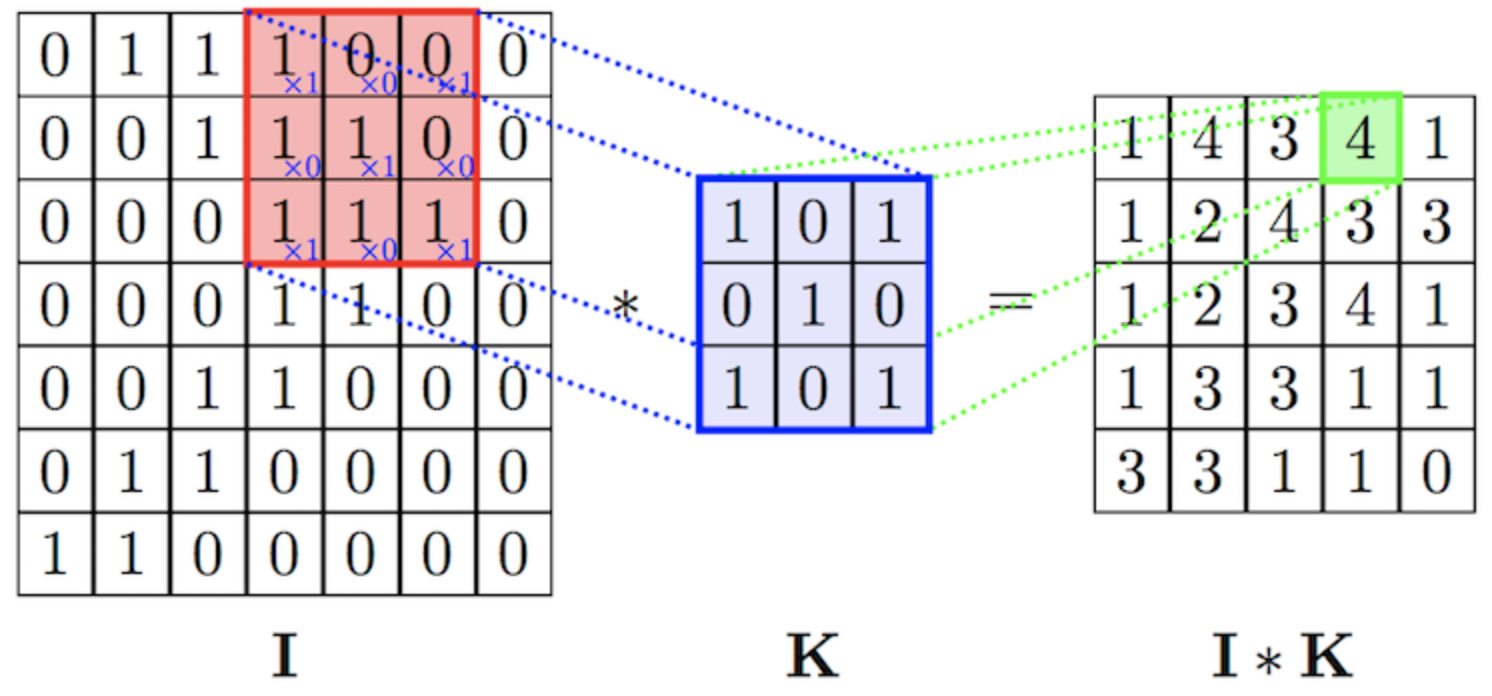 0 1 1 1×1 0×0 0×1 0
0 0 1 1×0 1×1 0×0 0
0 0 0 1×1 1×0 1×1 0
0 0 0 1 1 0 0
0 0 1 1 0 0 0
0 1 1 0 0 0 0
1 1 0 0 0 0 0
I
*
1 0 1
0 1 0
1 0 1
K
=
1 4 3 4 1
1 2 4 3 3
1 2 3 4 1
1 3 3 1 1
3 3 1 1 0
I * K